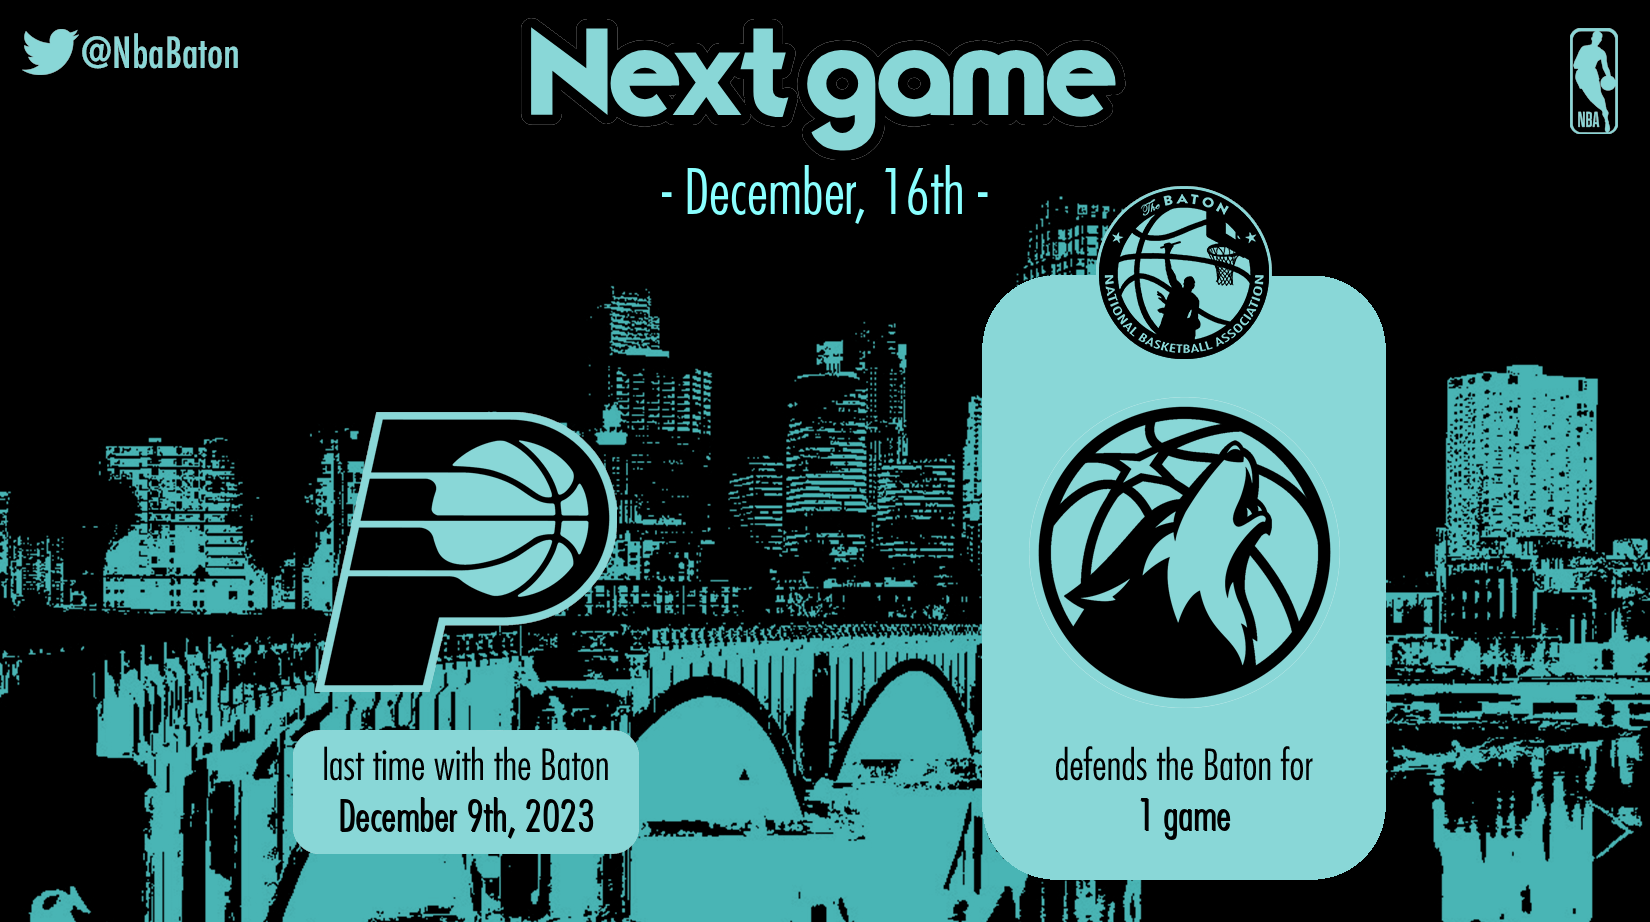 @NbaBaton
Next game
- December, 16th -
NBA
The BATON
NATIONAL BASKETBALL ASSOCIATION
last time with the Baton
December 9th, 2023
defends the Baton for
1 game